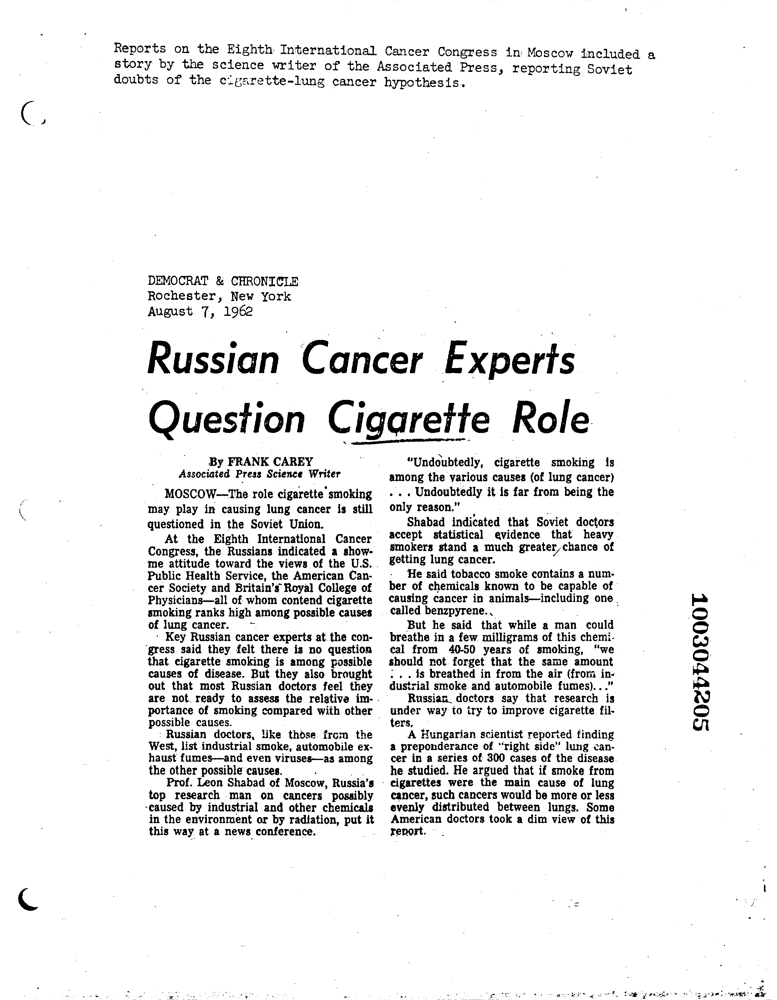 Reports on the Eighth International Cancer Congress in Moscow included a
story by the science writer of the Associated Press, reporting Soviet
doubts of the cigarette-lung cancer hypothesis.
DEMOCRAT & CHRONICLE
Rochester, New York
August 7, 1962
Russian Cancer Experts
Question Cigarette Role
By FRANK CAREY
Associated Press Science Writer
MOSCOW—The role cigarette smoking
may play in causing lung cancer is still
questioned in the Soviet Union.
At the Eighth International Cancer
Congress, the Russians indicated a show-
me attitude toward the views of the U.S.
Public Health Service, the American Can-
cer Society and Britain's Royal College of
Physicians—all of whom contend cigarette
smoking ranks high among possible causes
of lung cancer.
Key Russian cancer experts at the con-
gress said they felt there is no question
that cigarette smoking is among possible
causes of disease. But they also brought
out that most Russian doctors feel they
are not ready to assess the relative im-
portance of smoking compared with other
possible causes.
Russian doctors, like those from the
West, list industrial smoke, automobile ex-
haust fumes—and even viruses—as among
the other possible causes.
Prof. Leon Shabad of Moscow, Russia's
top research man on cancers possibly
caused by industrial and other chemicals
in the environment or by radiation, put it
this way at a news conference.
"Undoubtedly, cigarette smoking is
among the various causes (of lung cancer)
. . . Undoubtedly it is far from being the
only reason."
Shabad indicated that Soviet doctors
accept statistical evidence that heavy
smokers stand a much greater chance of
getting lung cancer.
He said tobacco smoke contains a num-
ber of chemicals known to be capable of
causing cancer in animals—including one
called benzpyrene.
But he said that while a man could
breathe in a few milligrams of this chemi-
cal from 40-50 years of smoking, "we
should not forget that the same amount
. . . is breathed in from the air (from in-
dustrial smoke and automobile fumes). . ."
Russian doctors say that research is
under way to try to improve cigarette fil-
ters.
A Hungarian scientist reported finding
a preponderance of "right side" lung can-
cer in a series of 300 cases of the disease
he studied. He argued that if smoke from
cigarettes were the main cause of lung
cancer, such cancers would be more or less
evenly distributed between lungs. Some
American doctors took a dim view of this
report.
1003044205